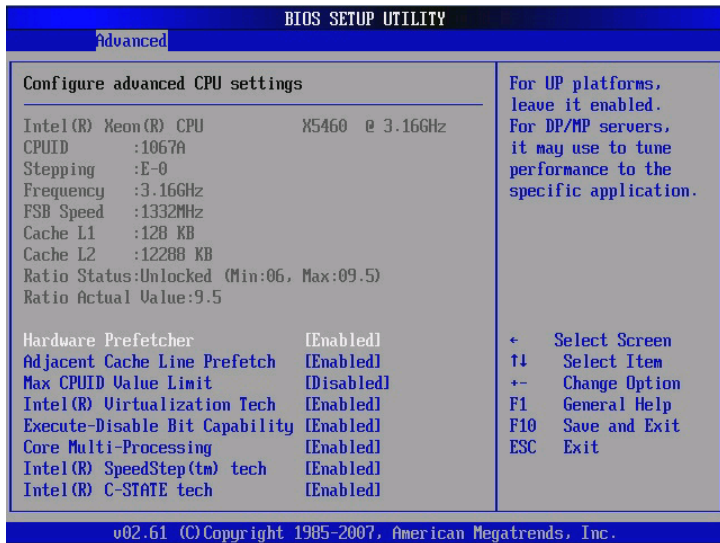 BIOS SETUP UTILITY
Advanced
Configure advanced CPU settings
Intel(R) Xeon(R) CPU X5460 @ 3.16GHz
CPUID :1067A
Stepping :E-0
Frequency :3.16GHz
FSB Speed :1332MHz
Cache L1 :128 KB
Cache L2 :12288 KB
Ratio Status:Unlocked (Min:06, Max:09.5)
Ratio Actual Value:9.5
Hardware Prefetcher [Enabled]
Adjacent Cache Line Prefetch [Enabled]
Max CPUID Value Limit [Disabled]
Intel(R) Virtualization Tech [Enabled]
Execute-Disable Bit Capability [Enabled]
Core Multi-Processing [Enabled]
Intel(R) SpeedStep(tm) tech [Enabled]
Intel(R) C-STATE tech [Enabled]
For UP platforms,
leave it enabled.
For DP/MP servers,
it may use to tune
performance to the
specific application.
← Select Screen
↑↓ Select Item
+- Change Option
F1 General Help
F10 Save and Exit
ESC Exit
v02.61 (C)Copyright 1985-2007, American Megatrends, Inc.